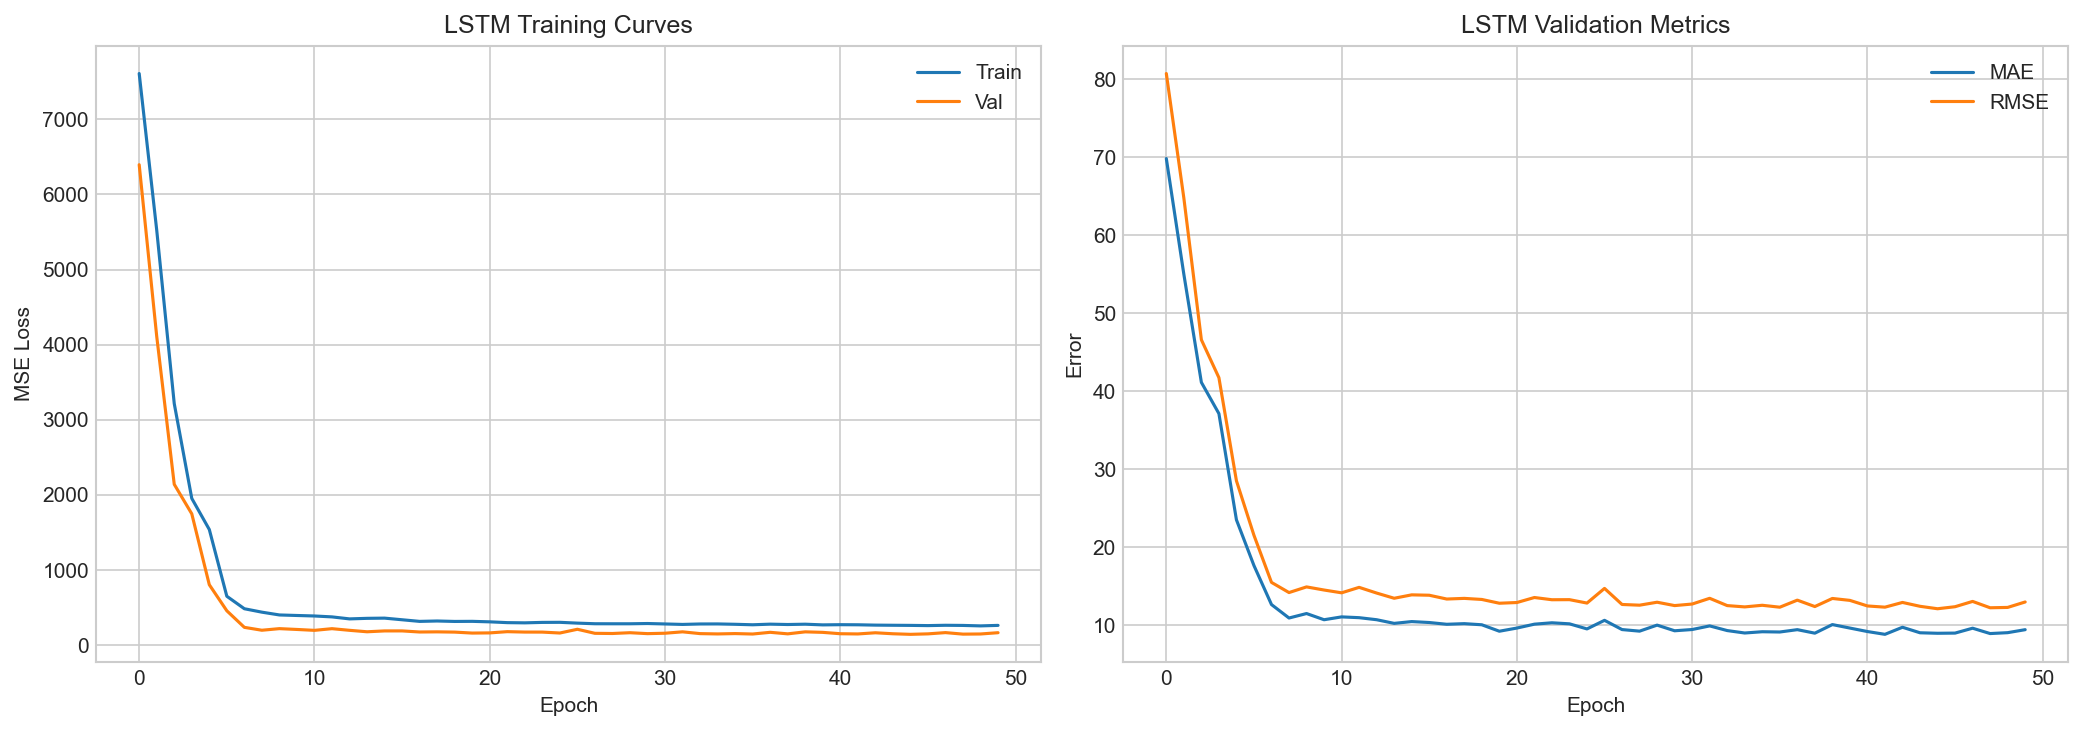 LSTM Training Curves
Train
Val
7000
6000
5000
4000
3000
2000
1000
0
MSE Loss
0 10 20 30 40 50
Epoch
LSTM Validation Metrics
MAE
RMSE
80
70
60
50
40
30
20
10
Error
0 10 20 30 40 50
Epoch